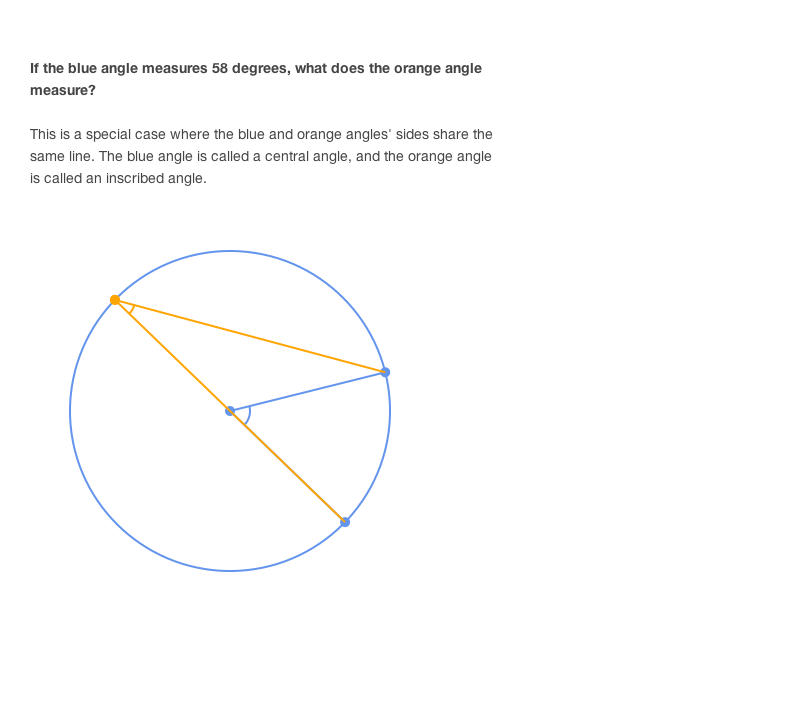 If the blue angle measures 58 degrees, what does the orange angle
measure?
This is a special case where the blue and orange angles' sides share the
same line. The blue angle is called a central angle, and the orange angle
is called an inscribed angle.